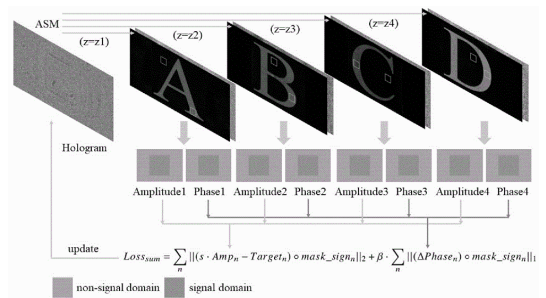 ASM
(z=z1)
(z=z2)
(z=z3)
(z=z4)
A
B
C
D
Hologram
Amplitude1 Phase1 Amplitude2 Phase2 Amplitude3 Phase3 Amplitude4 Phase4
update
Loss_sum = ∑_n ||(s · Amp_n − Target_n) ∘ mask_sign_n||_2 + β · ∑_n ||(ΔPhase_n) ∘ mask_sign_n||_1
non-signal domain
signal domain